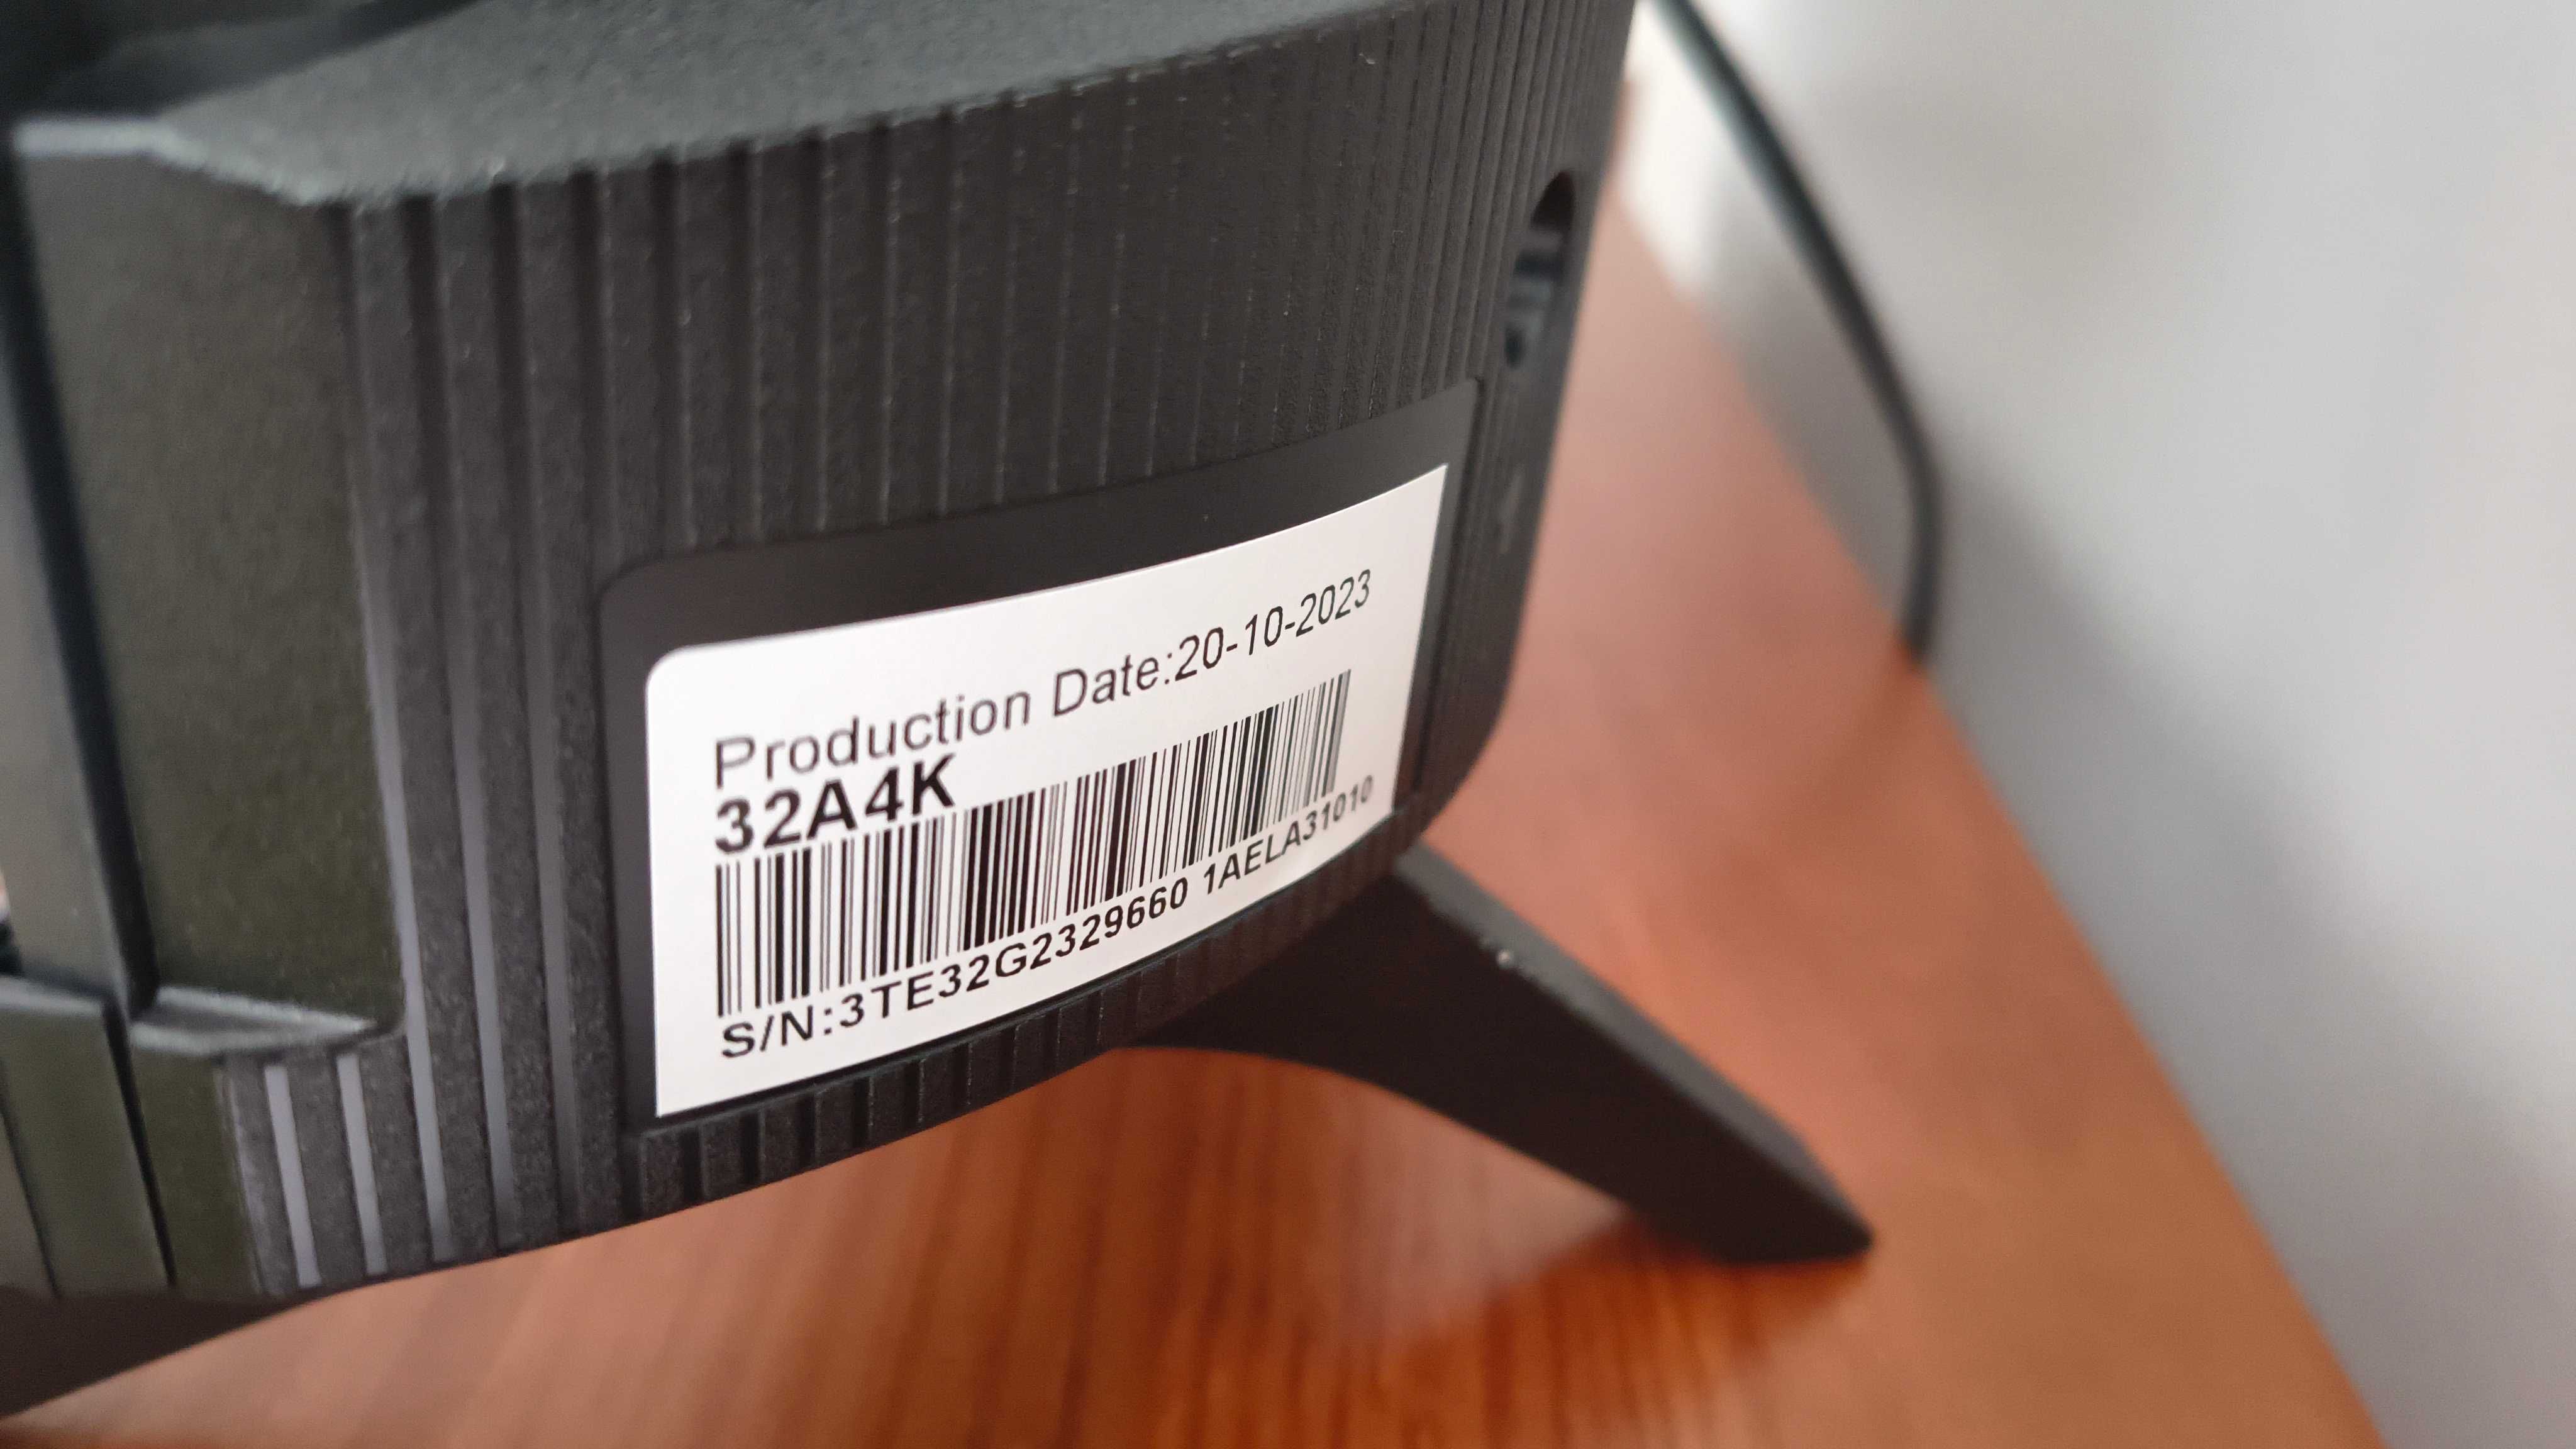 Production Date:20-10-2023
32A4K
S/N:3TE32G2329660 1AELA31010